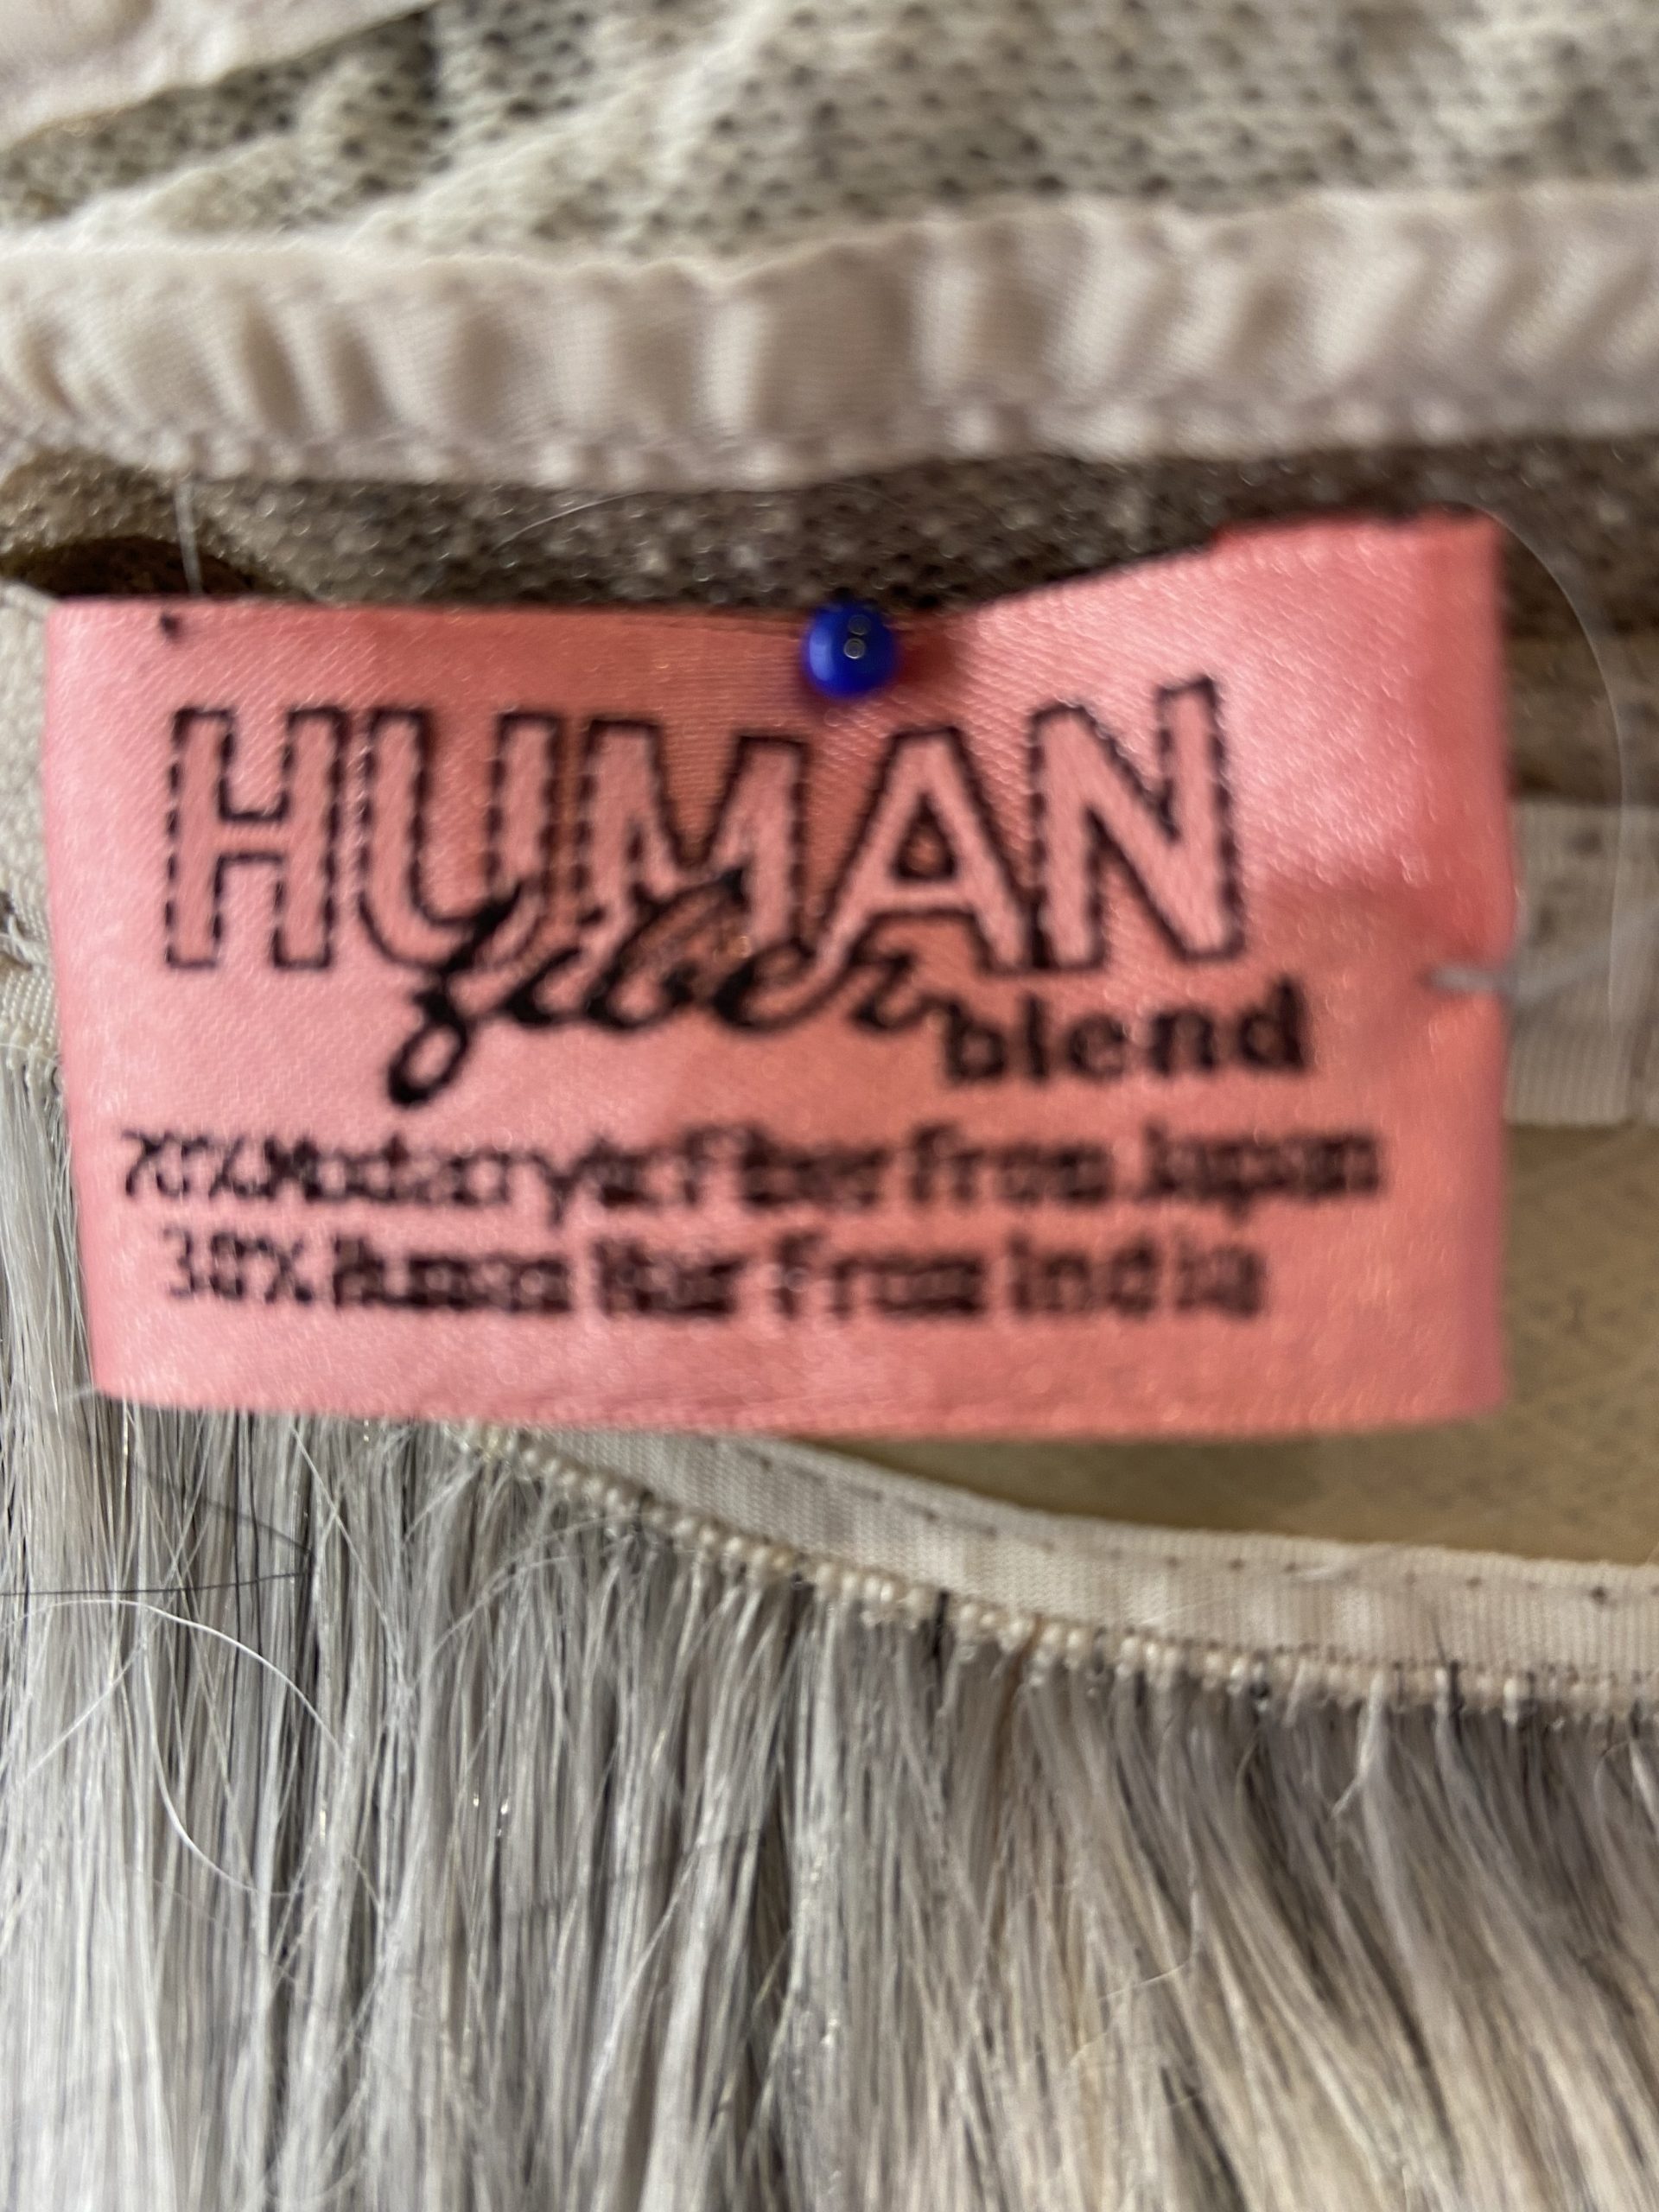 HUMAN
fiber
blend
70% Modacrylic Fiber from Japan
30% Human Hair From India